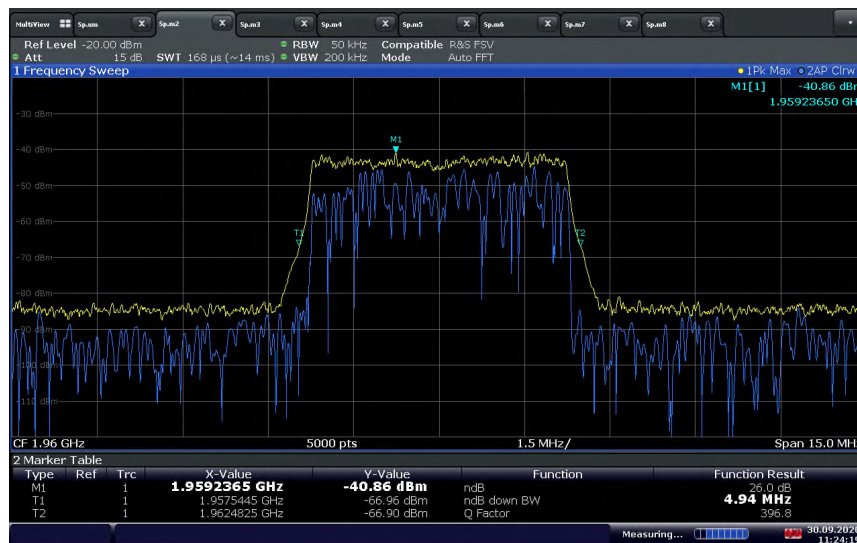 MultiView Sp.um X Sp.m2 X Sp.m3 X Sp.m4 X Sp.m5 X Sp.m6 X Sp.m7 X Sp.m8 X
Ref Level -20.00 dBm RBW 50 kHz Compatible R&S FSV
Att 15 dB SWT 168 µs (~14 ms) VBW 200 kHz Mode Auto FFT
1 Frequency Sweep 1Pk Max 2AP Clrw
M1[1] -40.86 dBm
1.95923650 GHz
-30 dBm
M1
-40 dBm
-50 dBm
-60 dBm
T1 T2
-70 dBm
-80 dBm
-90 dBm
-100 dBm
-110 dBm
CF 1.96 GHz 5000 pts 1.5 MHz/ Span 15.0 MHz
2 Marker Table
Type Ref Trc X-Value Y-Value Function Function Result
M1 1 1.9592365 GHz -40.86 dBm ndB 26.0 dB
T1 1 1.9575445 GHz -66.96 dBm ndB down BW 4.94 MHz
T2 1 1.9624825 GHz -66.90 dBm Q Factor 396.8
Measuring... 30.09.2020
11:24:19